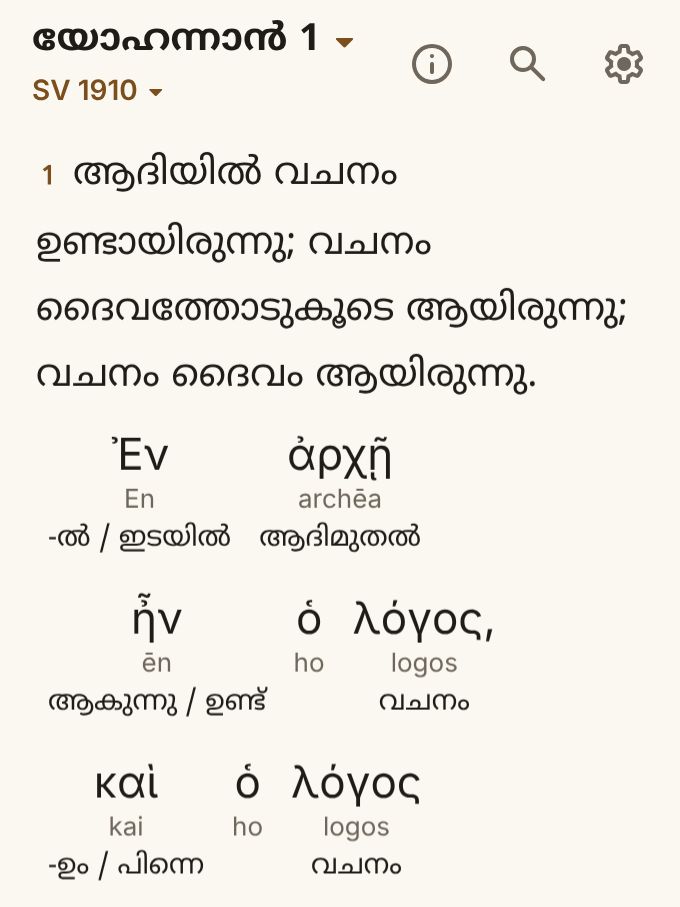 യോഹന്നാൻ 1
SV 1910
1 ആദിയിൽ വചനം
ഉണ്ടായിരുന്നു; വചനം
ദൈവത്തോടുകൂടെ ആയിരുന്നു;
വചനം ദൈവം ആയിരുന്നു.
Ἐν ἀρχῇ
En archēa
-ൽ / ഇടയിൽ ആദിമുതൽ
ἦν ὁ λόγος,
ēn ho logos
ആകുന്നു / ഉണ്ട് വചനം
καὶ ὁ λόγος
kai ho logos
-ഉം / പിന്നെ വചനം